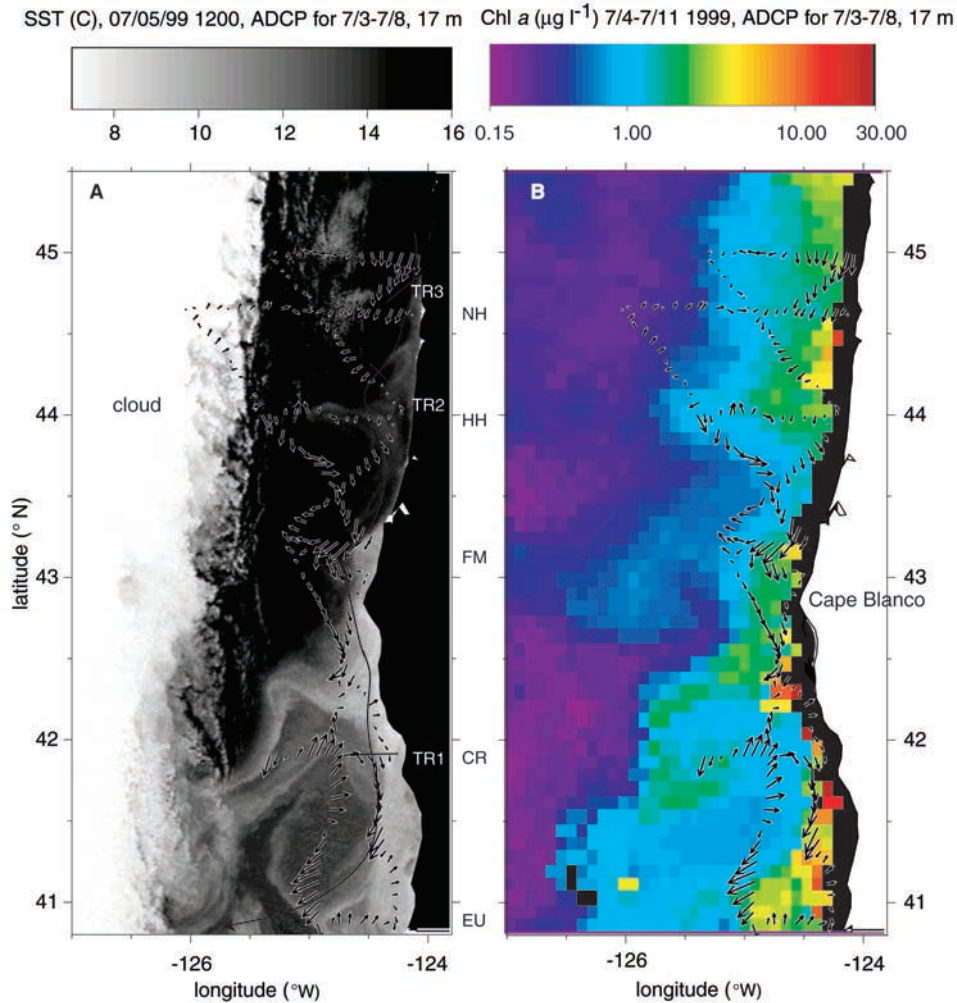 SST (C), 07/05/99 1200, ADCP for 7/3-7/8, 17 m
Chl a (µg l-1) 7/4-7/11 1999, ADCP for 7/3-7/8, 17 m
8 10 12 14 16
0.15 1.00 10.00 30.00
A
B
45
45
TR3
NH
cloud
44
TR2
HH
44
latitude (° N)
43
FM
43
Cape Blanco
42
42
TR1
CR
41
EU
41
-126 -124
-126 -124
longitude (°W)
longitude (°W)